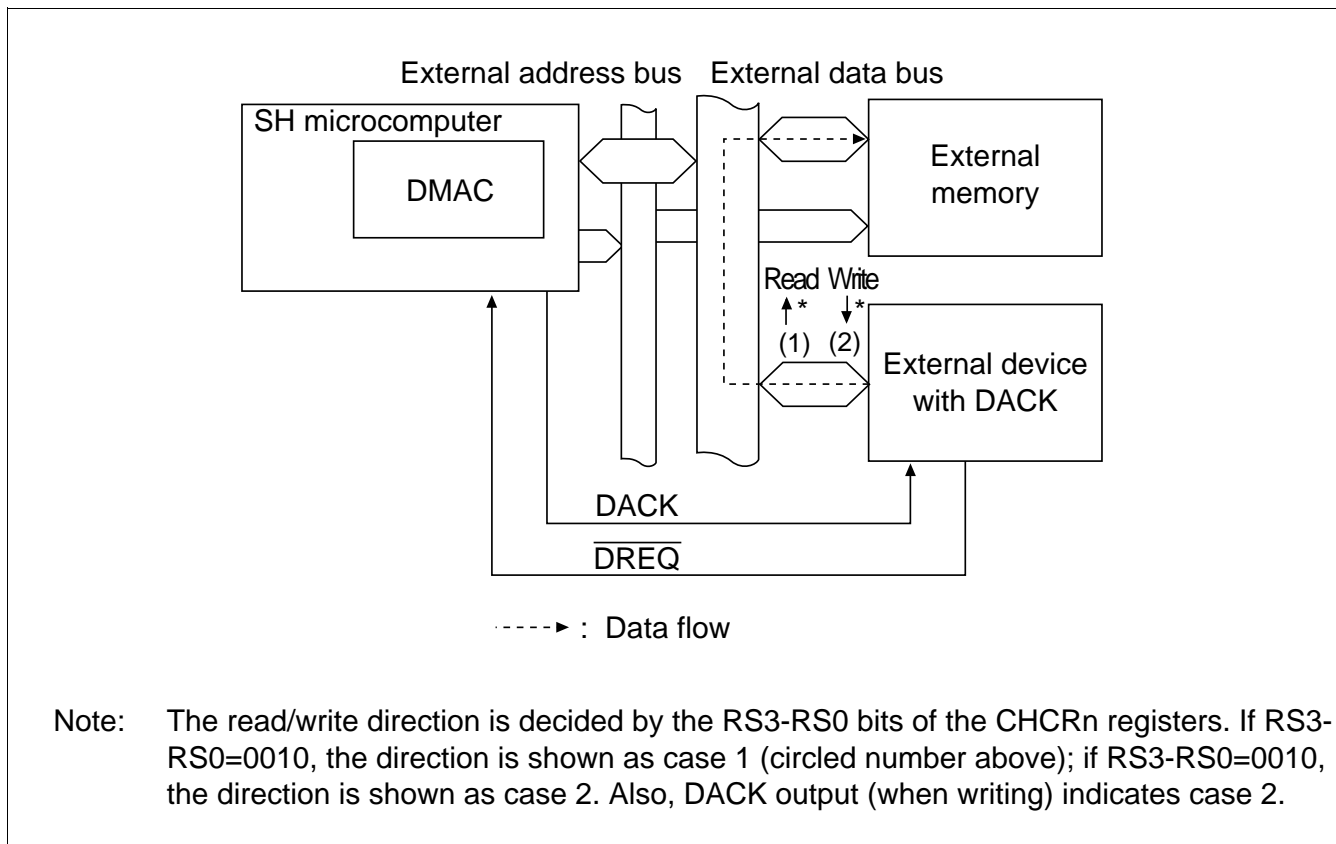 External address bus External data bus
SH microcomputer
DMAC
External
memory
Read Write
* *
(1) (2)
External device
with DACK
DACK
DREQ
: Data flow
Note: The read/write direction is decided by the RS3-RS0 bits of the CHCRn registers. If RS3-
RS0=0010, the direction is shown as case 1 (circled number above); if RS3-RS0=0010,
the direction is shown as case 2. Also, DACK output (when writing) indicates case 2.